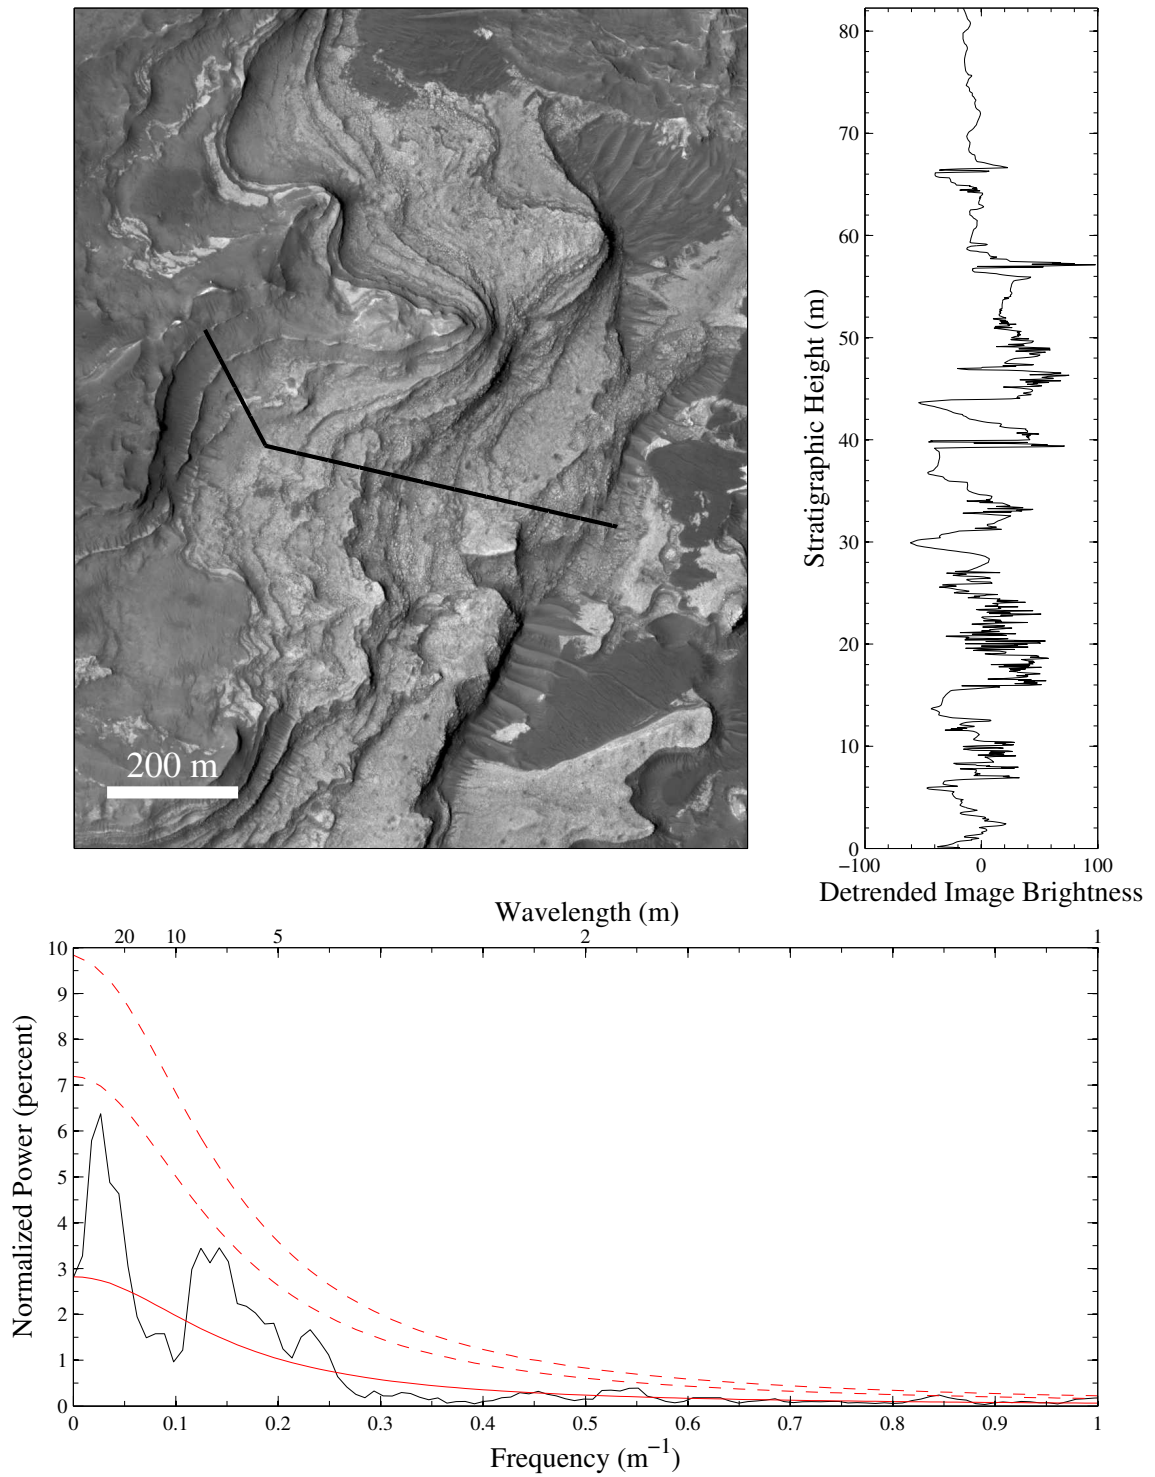 200 m
80
70
60
50
40
30
20
10
0
Stratigraphic Height (m)
−100 0 100
Detrended Image Brightness
Wavelength (m)
20 10 5 2 1
10
9
8
7
6
5
4
3
2
1
0
Normalized Power (percent)
0 0.1 0.2 0.3 0.4 0.5 0.6 0.7 0.8 0.9 1
Frequency (m⁻¹)